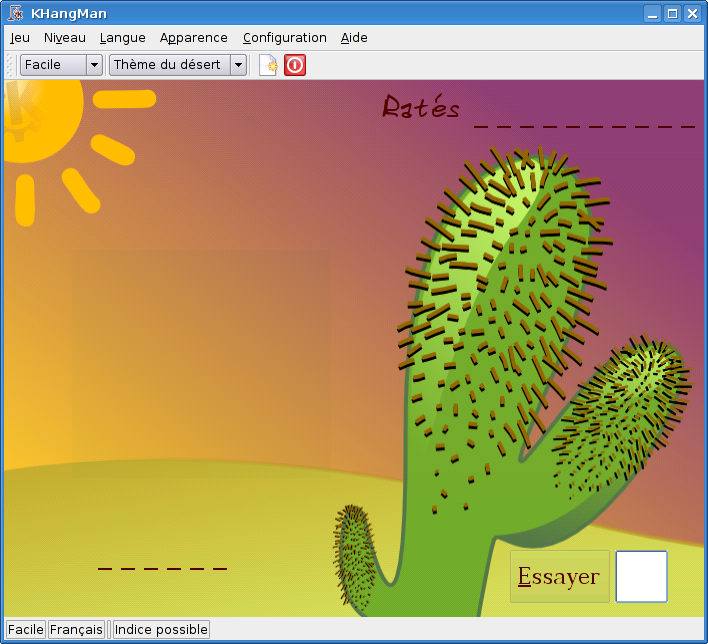 KHangMan
Jeu Niveau Langue Apparence Configuration Aide
Facile Thème du désert
K
Ratés _ _ _ _ _ _ _ _ _ _
_ _ _ _ _ _
Essayer
Facile Français Indice possible